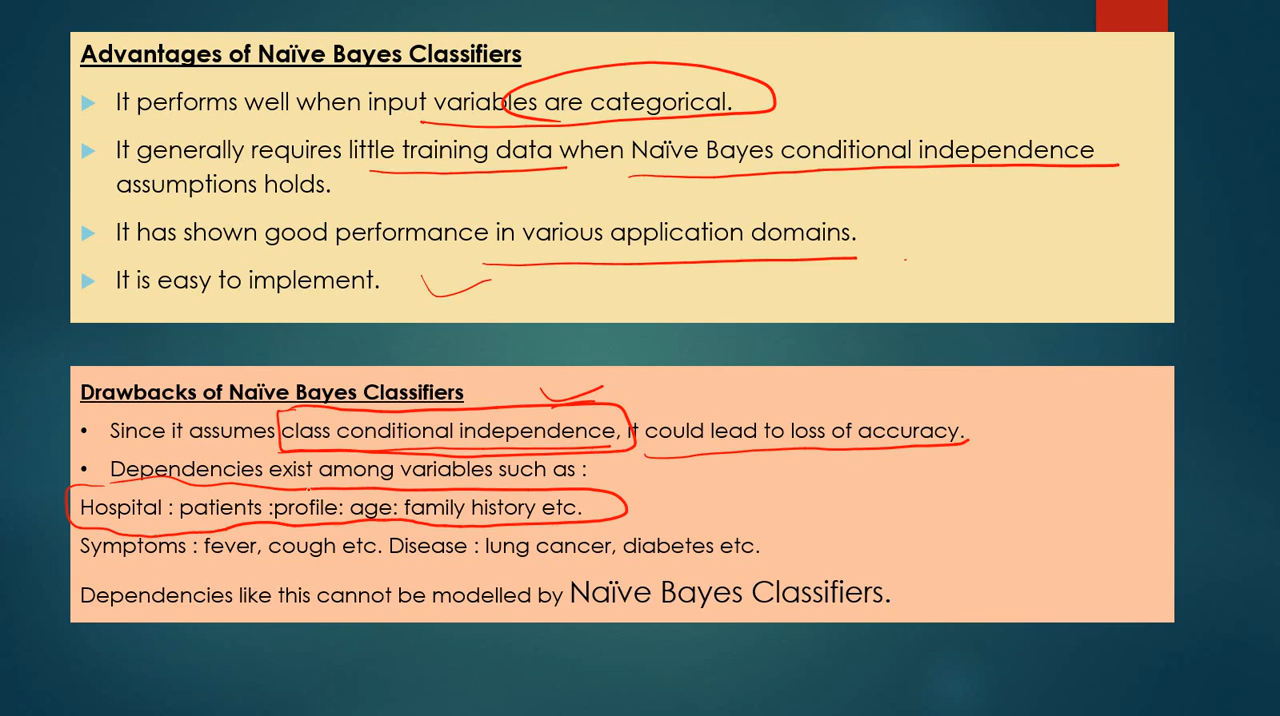 Advantages of Naïve Bayes Classifiers
It performs well when input variables are categorical.
It generally requires little training data when Naïve Bayes conditional independence
assumptions holds.
It has shown good performance in various application domains.
It is easy to implement.
Drawbacks of Naïve Bayes Classifiers
• Since it assumes class conditional independence, it could lead to loss of accuracy.
• Dependencies exist among variables such as :
Hospital : patients :profile: age: family history etc.
Symptoms : fever, cough etc. Disease : lung cancer, diabetes etc.
Dependencies like this cannot be modelled by Naïve Bayes Classifiers.